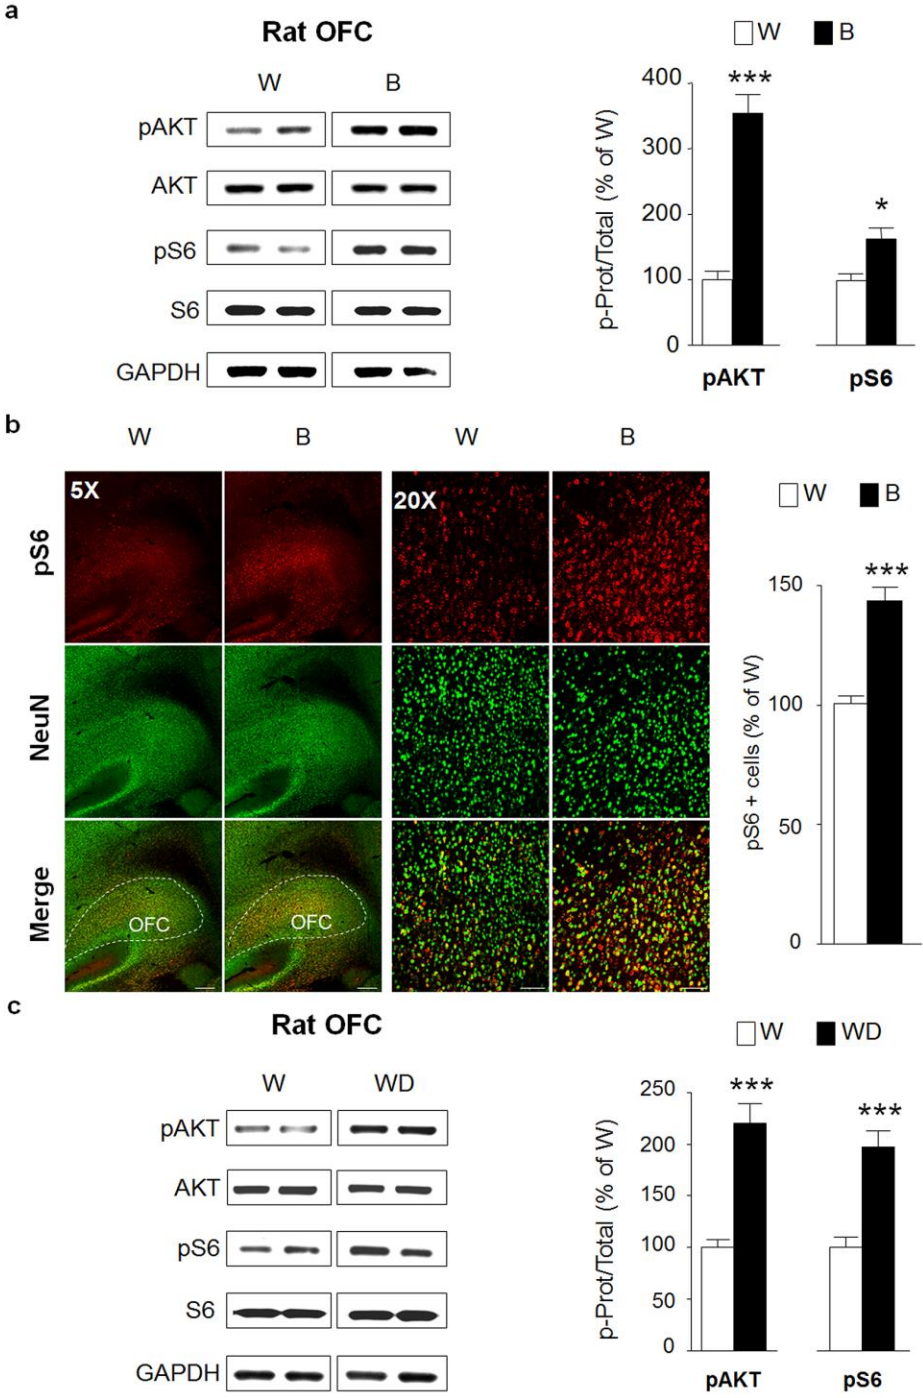 a
Rat OFC
W B
pAKT
AKT
pS6
S6
GAPDH
W B
p-Prot/Total (% of W)
400
300
200
100
0
***
*
pAKT pS6
b
W B W B
5X 20X
pS6
NeuN
Merge
OFC OFC
W B
pS6 + cells (% of W)
150
100
50
0
***
c
Rat OFC
W WD
pAKT
AKT
pS6
S6
GAPDH
W WD
p-Prot/Total (% of W)
250
200
150
100
50
0
***
***
pAKT pS6